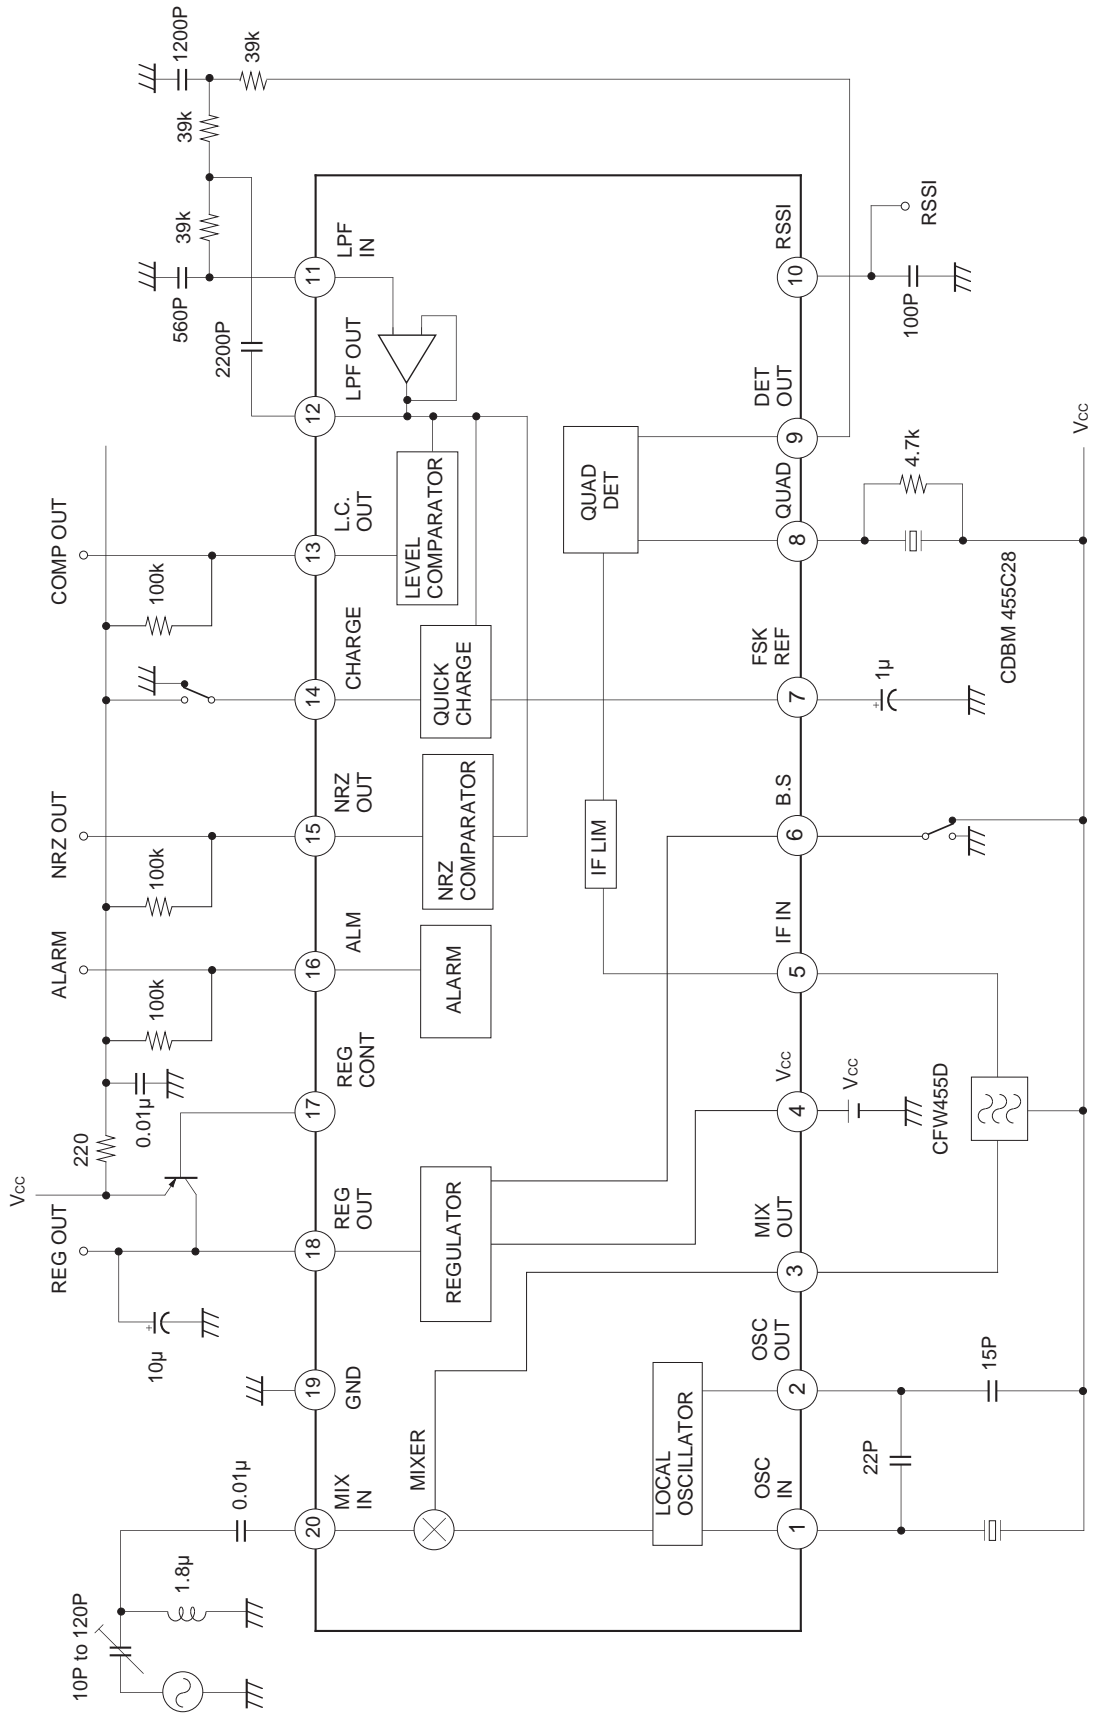 10P to 120P
1.8µ
0.01µ
10µ
REG OUT
Vcc
220
0.01µ
100k
ALARM
100k
NRZ OUT
100k
COMP OUT
2200P
560P
39k
39k
1200P
39k
20
MIX
IN
19
GND
18
REG
OUT
17
REG
CONT
16
ALM
15
NRZ
OUT
14
CHARGE
13
L.C.
OUT
12
LPF OUT
11
LPF
IN
MIXER
REGULATOR
ALARM
NRZ
COMPARATOR
QUICK
CHARGE
LEVEL
COMPARATOR
LOCAL
OSCILLATOR
IF LIM
QUAD
DET
OSC
IN
1
OSC
OUT
2
MIX
OUT
3
Vcc
4
IF IN
5
B.S
6
FSK
REF
7
QUAD
8
DET
OUT
9
RSSI
10
22P
15P
CFW455D
Vcc
1µ
CDBM 455C28
4.7k
Vcc
100P
RSSI